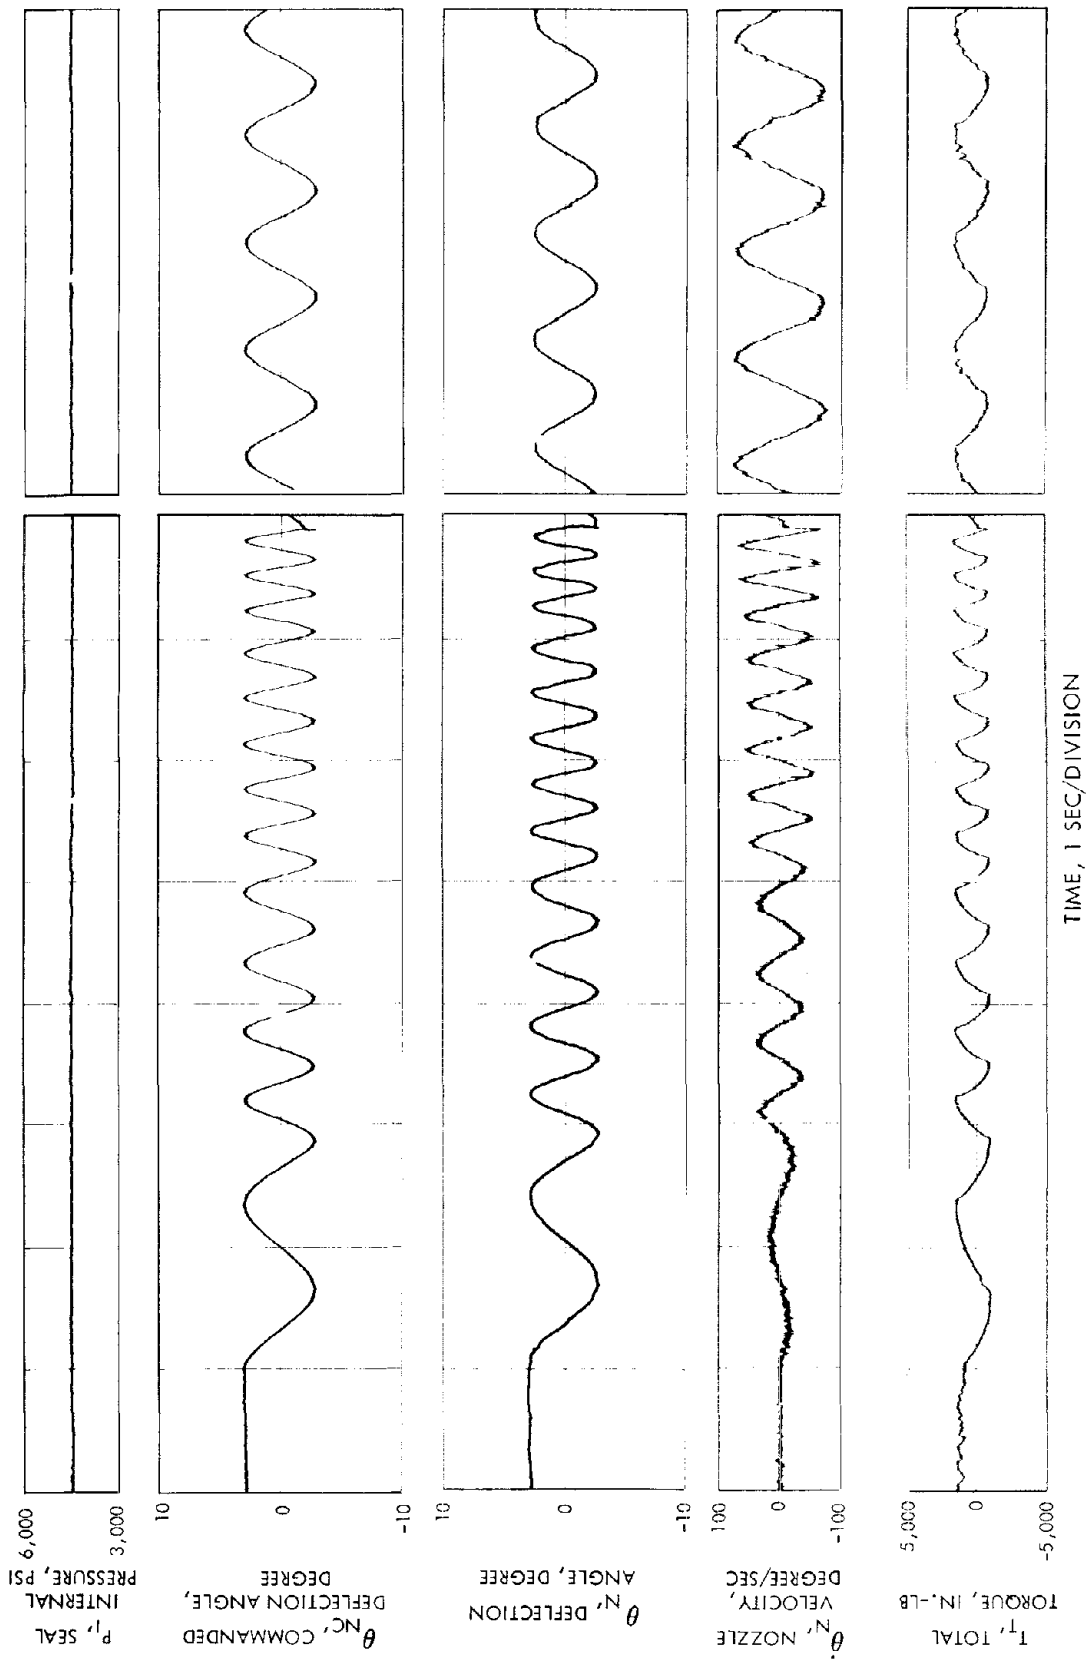 6,000
3,000
P_I, SEAL
INTERNAL
PRESSURE, PSI
10
0
-10
θ_NC, COMMANDED
DEFLECTION ANGLE,
DEGREE
10
0
-10
θ_N, DEFLECTION
ANGLE, DEGREE
100
0
-100
θ̇_N, NOZZLE
VELOCITY,
DEGREE/SEC
5,000
0
-5,000
T_T, TOTAL
TORQUE, IN.-LB
TIME, 1 SEC/DIVISION